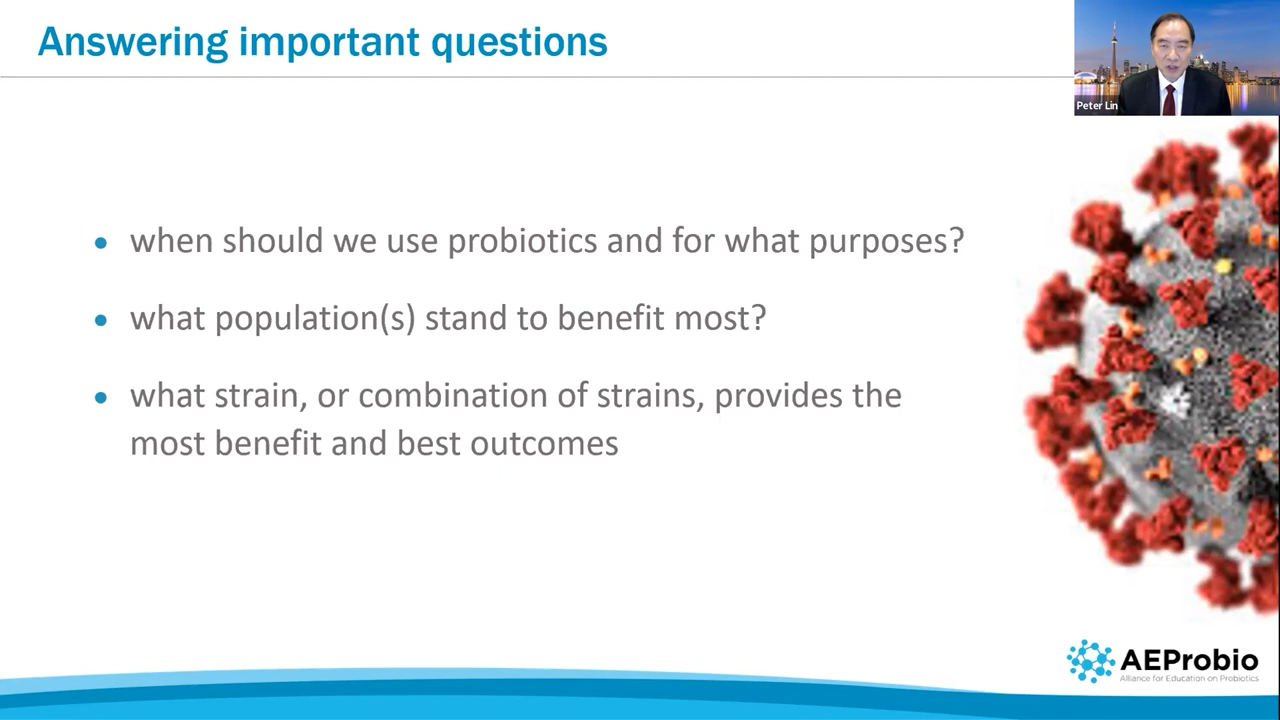 Answering important questions
Peter Lin
• when should we use probiotics and for what purposes?
• what population(s) stand to benefit most?
• what strain, or combination of strains, provides the
most benefit and best outcomes
AEProbio
Alliance for Education on Probiotics